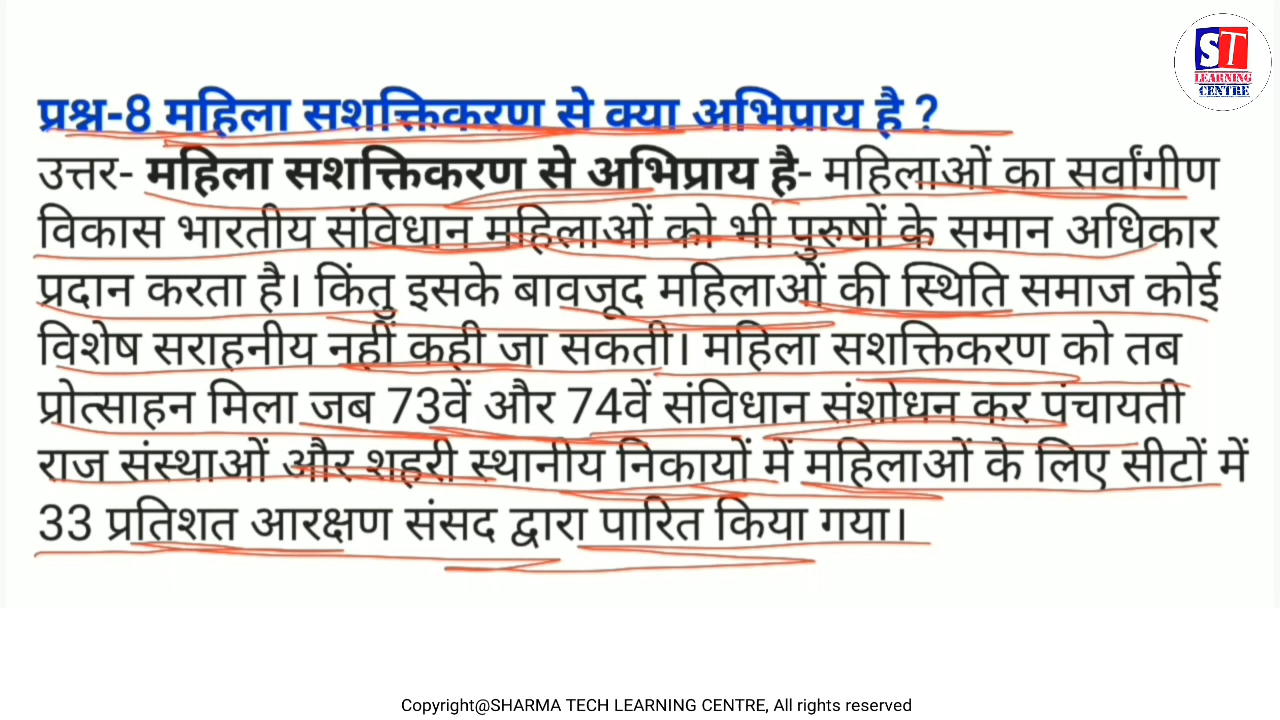 ST
LEARNING
CENTRE
प्रश्न-8 महिला सशक्तिकरण से क्या अभिप्राय है ?
उत्तर- महिला सशक्तिकरण से अभिप्राय है- महिलाओं का सर्वांगीण
विकास भारतीय संविधान महिलाओं को भी पुरुषों के समान अधिकार
प्रदान करता है। किंतु इसके बावजूद महिलाओं की स्थिति समाज कोई
विशेष सराहनीय नहीं कही जा सकती। महिला सशक्तिकरण को तब
प्रोत्साहन मिला जब 73वें और 74वें संविधान संशोधन कर पंचायती
राज संस्थाओं और शहरी स्थानीय निकायों में महिलाओं के लिए सीटों में
33 प्रतिशत आरक्षण संसद द्वारा पारित किया गया।
Copyright@SHARMA TECH LEARNING CENTRE, All rights reserved